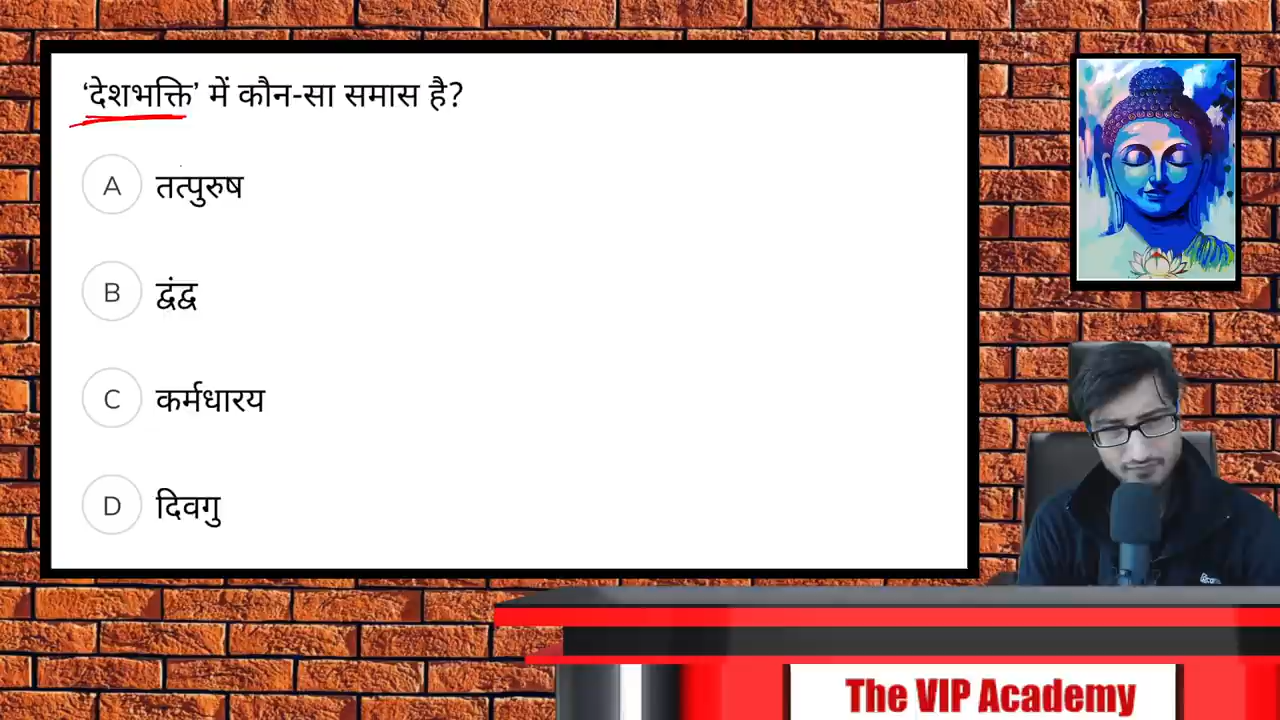 ‘देशभक्ति’ में कौन-सा समास है?
A तत्पुरुष
B द्वंद्व
C कर्मधारय
D दिवगु
The VIP Academy